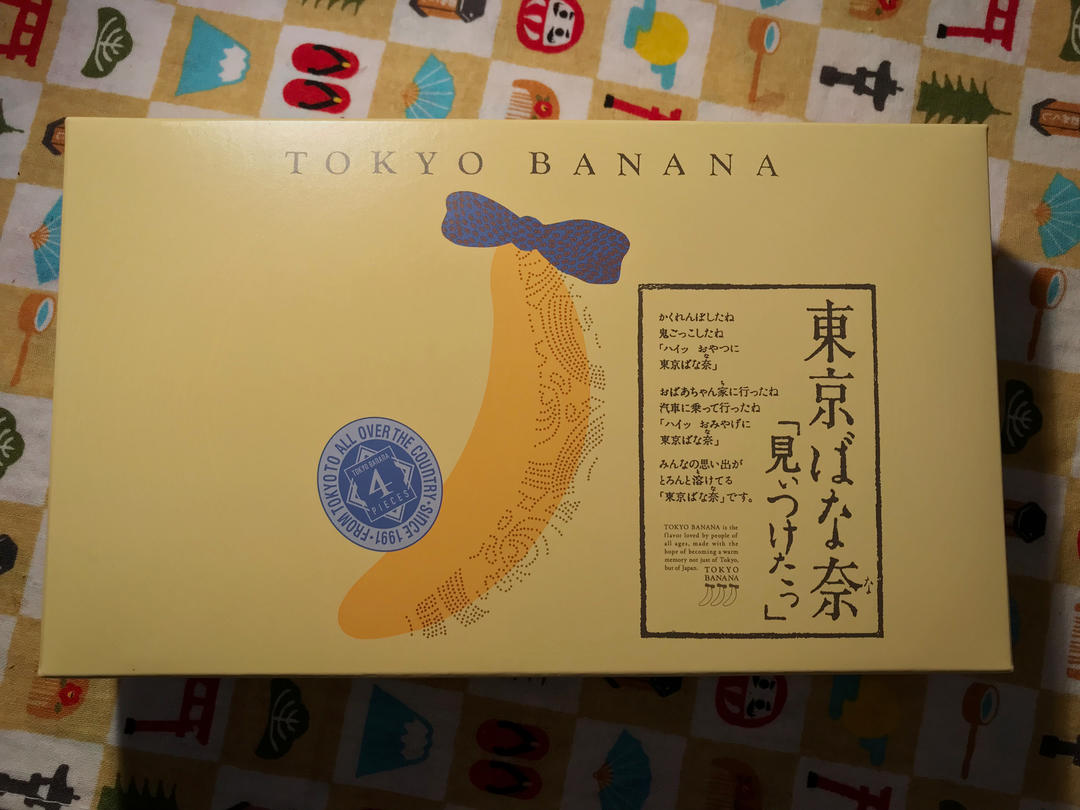 TOKYO BANANA
東京ばな奈
な
「見ぃつけたっ」
かくれんぼしたね
鬼ごっこしたね
「ハイッ おやつに
東京ばな奈」
な
おばあちゃん家に行ったね
ち
汽車に乗って行ったね
「ハイッ おみやげに
東京ばな奈」
な
みんなの思い出が
とろんと溶けてる
と
「東京ばな奈」です。
な
TOKYO BANANA is the
flavor loved by people of
all ages, made with the
hope of becoming a warm
memory not just of Tokyo,
but of Japan.
TOKYO
BANANA
FROM TOKYO TO ALL OVER THE COUNTRY・SINCE 1991・
TOKYO BANANA
4
PIECES